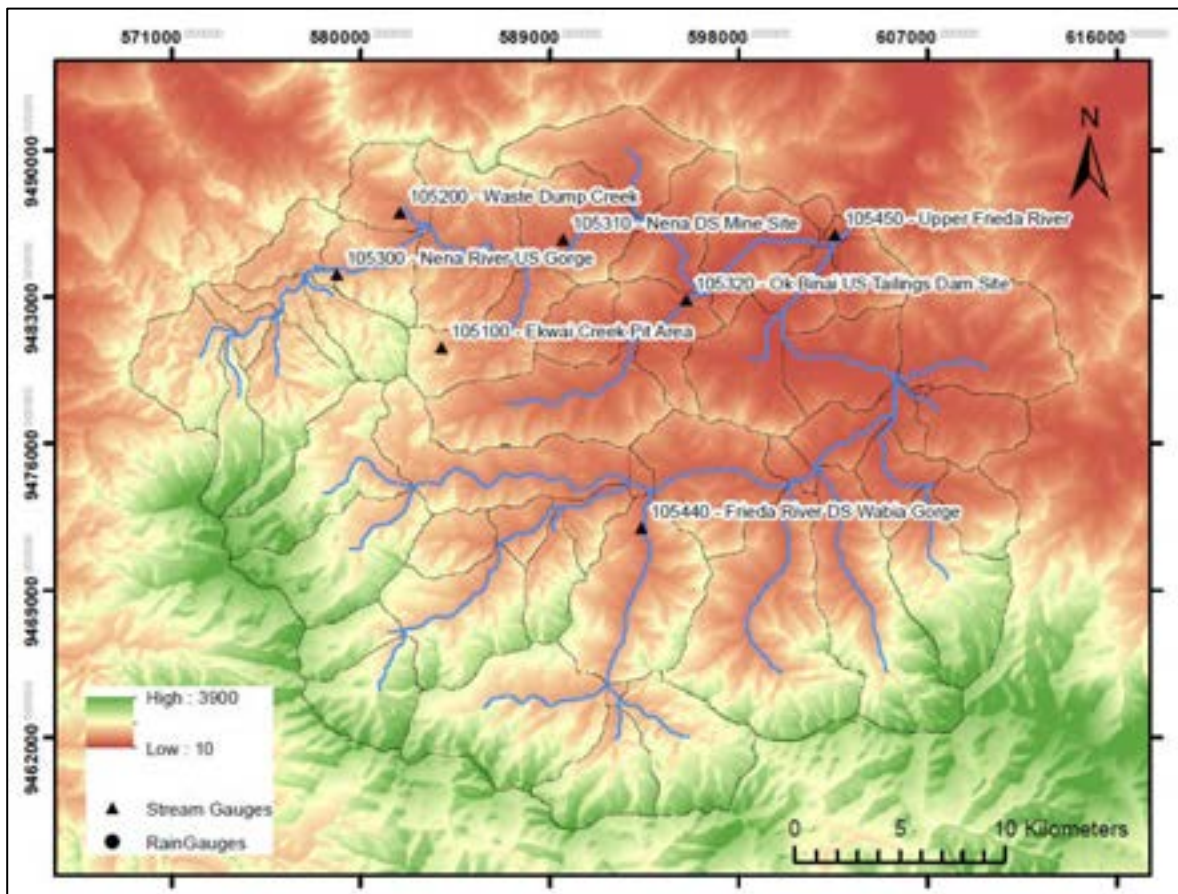 571000
580000
589000
598000
607000
616000
9490000
9483000
9476000
9469000
9462000
N
105200 - Waste Dump Creek
105310 - Nena DS Mine Site
105450 - Upper Frieda River
105300 - Nena River US Gorge
105320 - Ok Binai US Tailings Dam Site
105100 - Ekwai Creek Pit Area
105440 - Frieda River DS Wabia Gorge
High : 3900
Low : 10
Stream Gauges
RainGauges
0 5 10 Kilometers